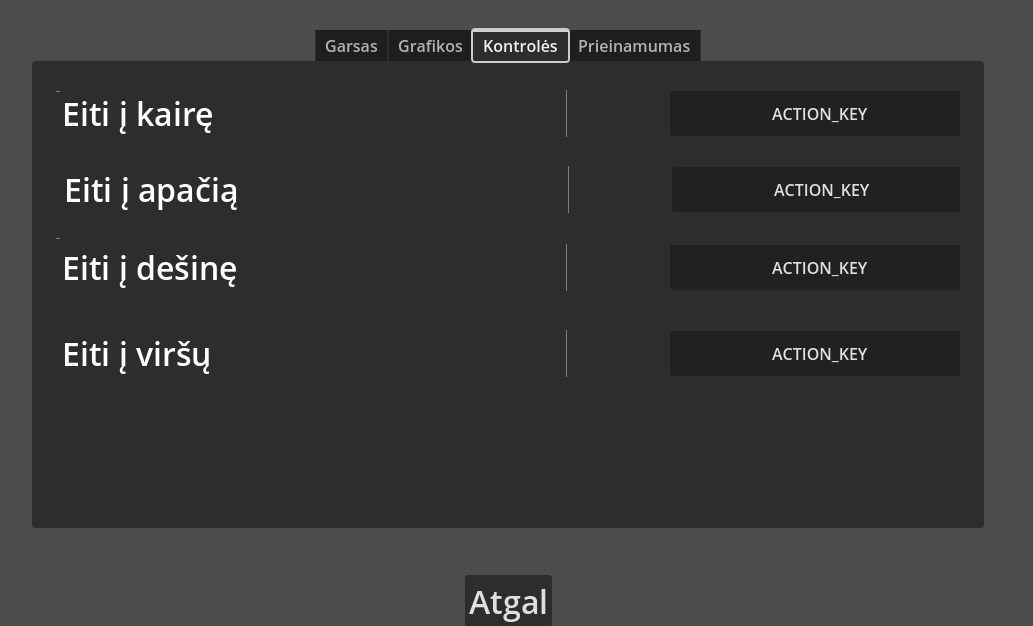 Garsas Grafikos Kontrolės Prieinamumas
Eiti į kairę ACTION_KEY
Eiti į apačią ACTION_KEY
Eiti į dešinę ACTION_KEY
Eiti į viršų ACTION_KEY
Atgal